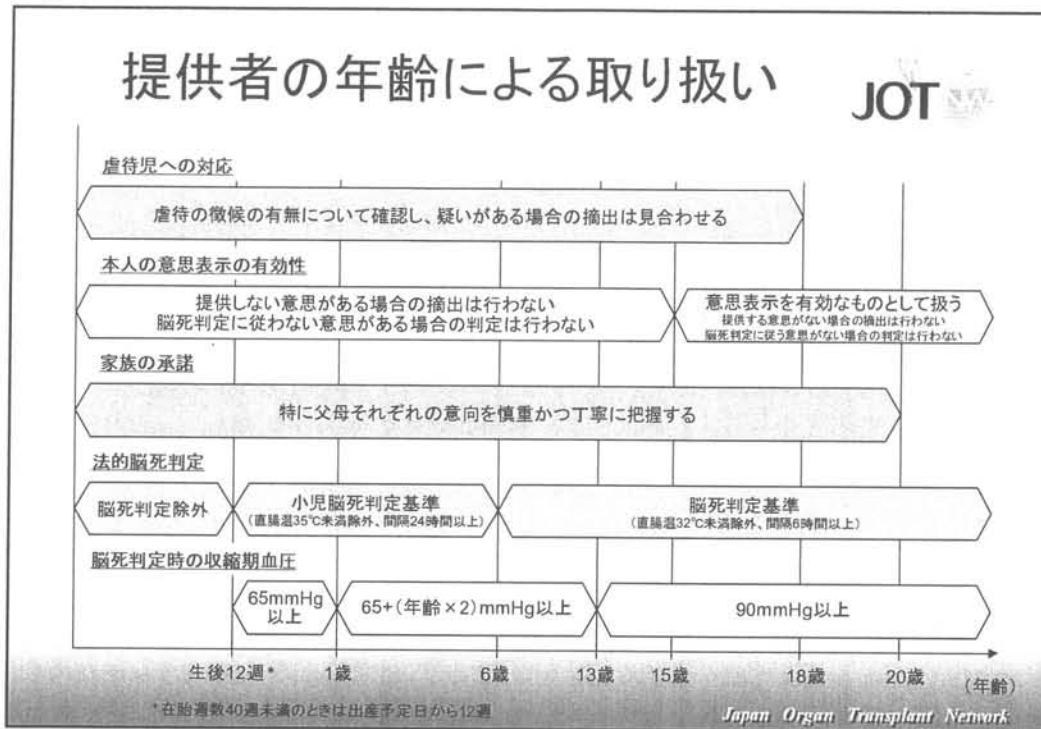 提供者の年齢による取り扱い
JOT
虐待児への対応
虐待の徴候の有無について確認し、疑いがある場合の摘出は見合わせる
本人の意思表示の有効性
提供しない意思がある場合の摘出は行わない
脳死判定に従わない意思がある場合の判定は行わない
意思表示を有効なものとして扱う
提供する意思がない場合の摘出は行わない
脳死判定に従う意思がない場合の判定は行わない
家族の承諾
特に父母それぞれの意向を慎重かつ丁寧に把握する
法的脳死判定
脳死判定除外
小児脳死判定基準
(直腸温35℃未満除外、間隔24時間以上)
脳死判定基準
(直腸温32℃未満除外、間隔6時間以上)
脳死判定時の収縮期血圧
65mmHg
以上
65+(年齢×2)mmHg以上
90mmHg以上
生後12週* 1歳 6歳 13歳 15歳 18歳 20歳 (年齢)
*在胎週数40週未満のときは出産予定日から12週
Japan Organ Transplant Network